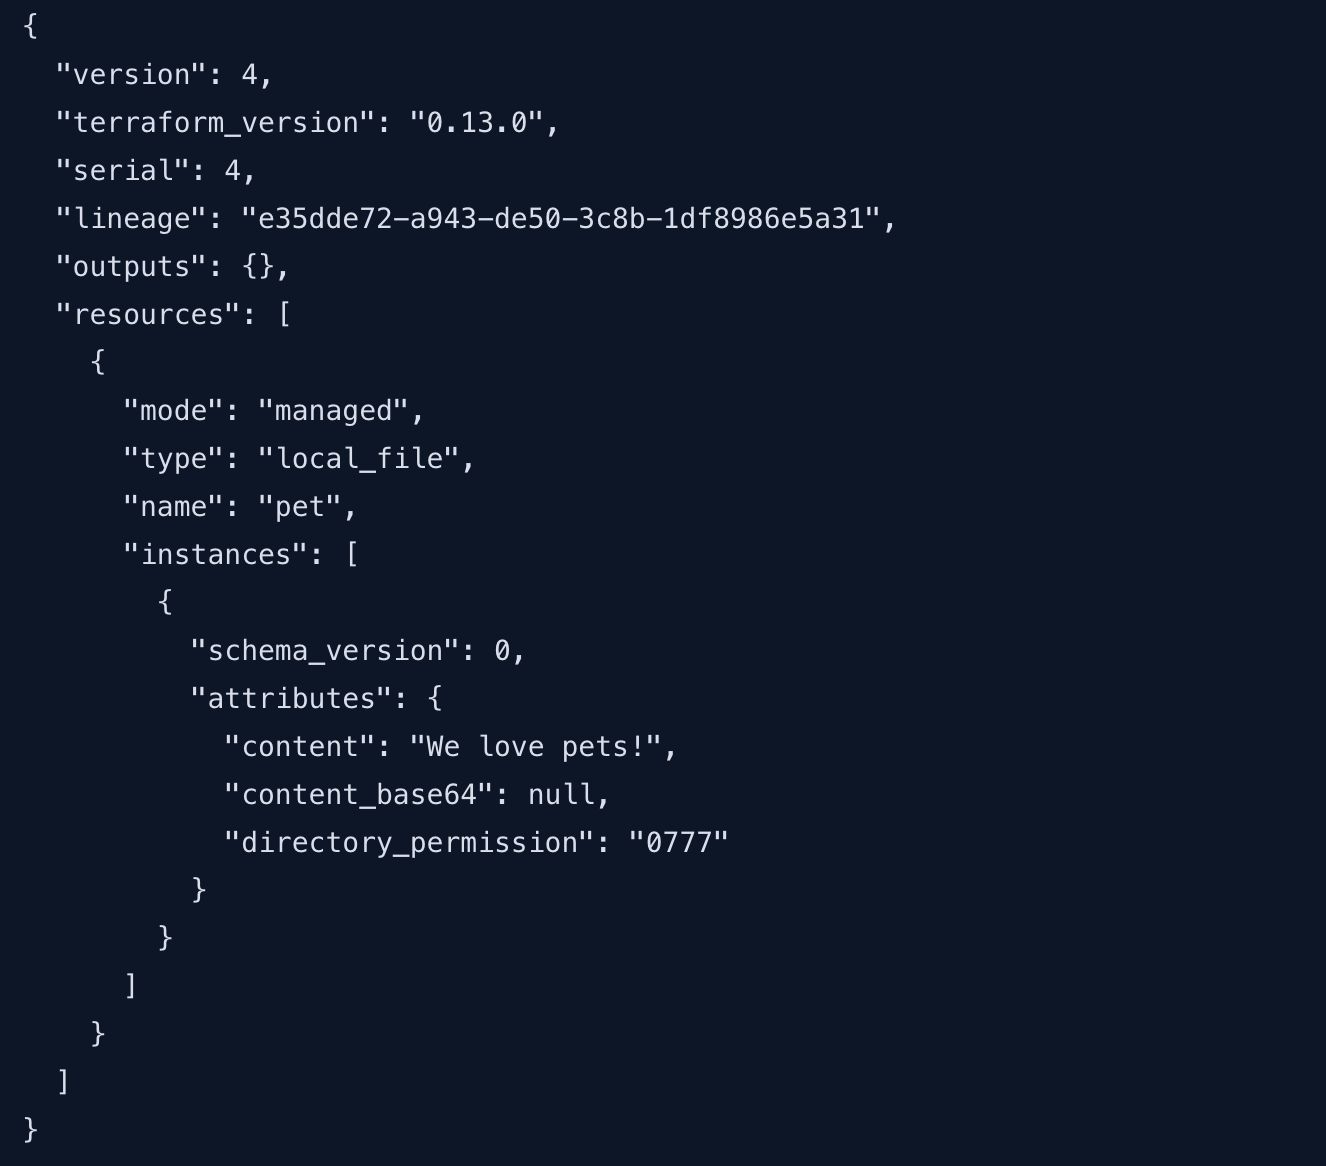 {
  "version": 4,
  "terraform_version": "0.13.0",
  "serial": 4,
  "lineage": "e35dde72-a943-de50-3c8b-1df8986e5a31",
  "outputs": {},
  "resources": [
    {
      "mode": "managed",
      "type": "local_file",
      "name": "pet",
      "instances": [
        {
          "schema_version": 0,
          "attributes": {
            "content": "We love pets!",
            "content_base64": null,
            "directory_permission": "0777"
          }
        }
      ]
    }
  ]
}